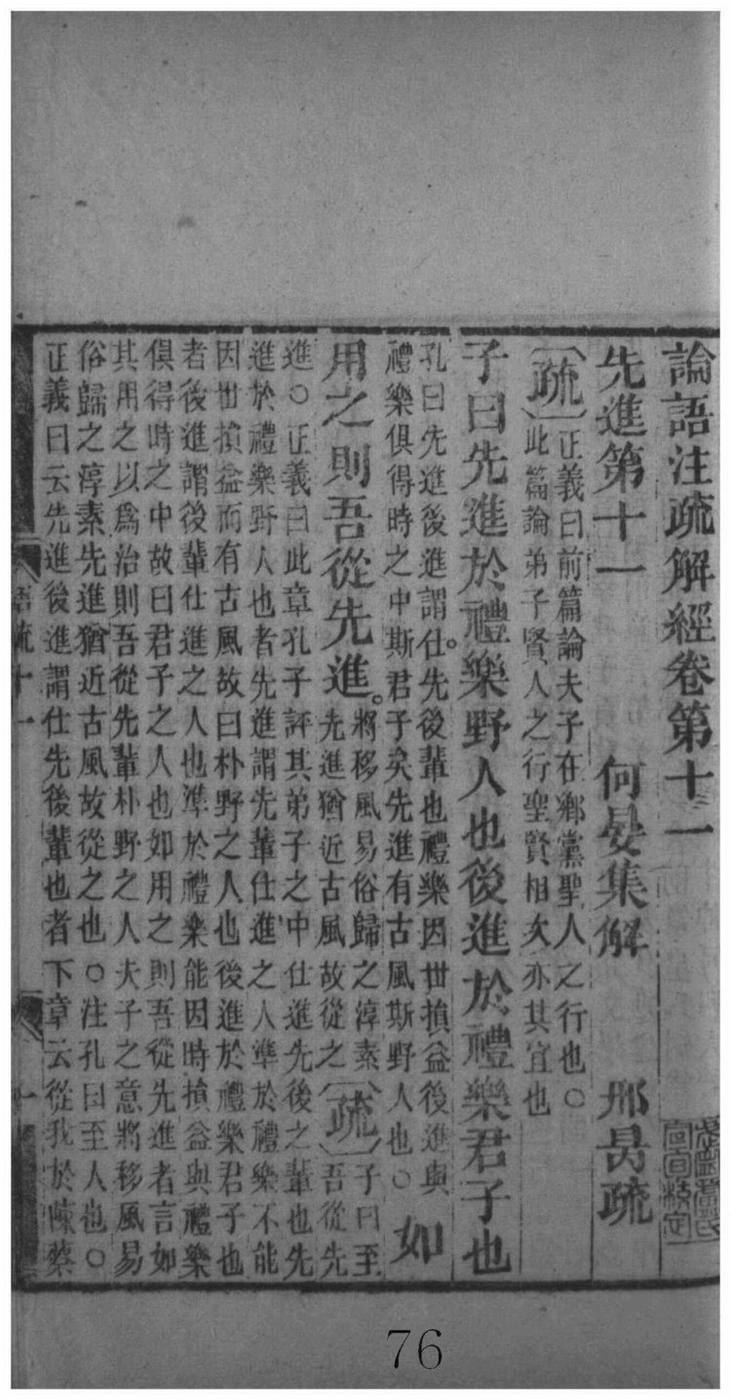 論語注疏解經卷第十一
先進第十一　何晏集解　邢昺疏
疏正義曰前篇論夫子在鄉黨聖人之行也○
此篇論弟子賢人之行聖賢相次亦其宜也
子曰先進於禮樂野人也後進於禮樂君子也
孔曰先進後進謂仕先後輩也禮樂因世損益後進與
禮樂俱得時之中斯君子矣先進有古風斯野人也○如
用之則吾從先進。將移風易俗歸之淳素
先進猶近古風故從之疏子曰至
吾從先
進○正義曰此章孔子評其弟子之中仕進先後之輩也先
進於禮樂野人也者先進謂先輩仕進之人準於禮樂不能
因世損益而有古風故曰朴野之人也後進於禮樂君子也
者後進謂後輩仕進之人也準於禮樂能因時損益與禮樂
俱得時之中故曰君子之人也如用之則吾從先進者言如
其用之以爲治則吾從先輩朴野之人夫子之意將移風易
俗歸之淳素先進猶近古風故從之也○注孔曰至人也○
正義曰云先進後進謂仕先後輩也者下章云從我於陳蔡
語疏十一
一
76